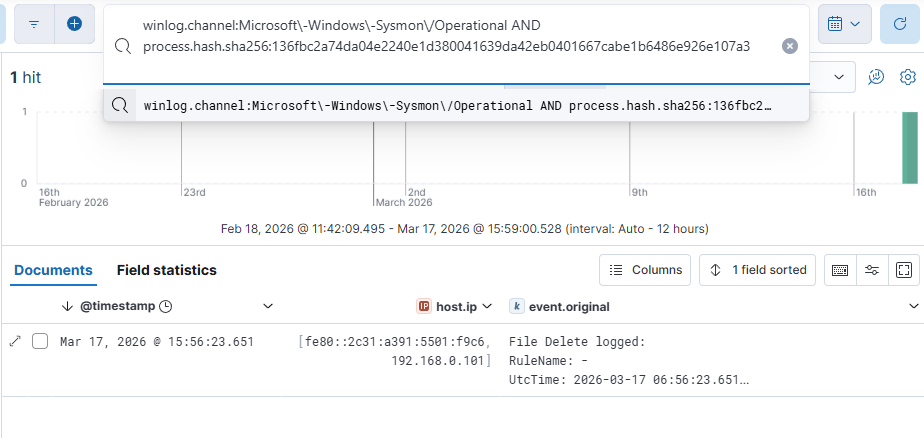 winlog.channel:Microsoft\-Windows\-Sysmon\/Operational AND
process.hash.sha256:136fbc2a74da04e2240e1d380041639da42eb0401667cabe1b6486e926e107a3
1 hit
winlog.channel:Microsoft\-Windows\-Sysmon\/Operational AND process.hash.sha256:136fbc2…
1
0
16th
February 2026
23rd
2nd
March 2026
9th
16th
Feb 18, 2026 @ 11:42:09.495 - Mar 17, 2026 @ 15:59:00.528 (interval: Auto - 12 hours)
Documents
Field statistics
Columns
1 field sorted
@timestamp
IP host.ip
k event.original
Mar 17, 2026 @ 15:56:23.651
[fe80::2c31:a391:5501:f9c6,
192.168.0.101]
File Delete logged:
RuleName: -
UtcTime: 2026-03-17 06:56:23.651…